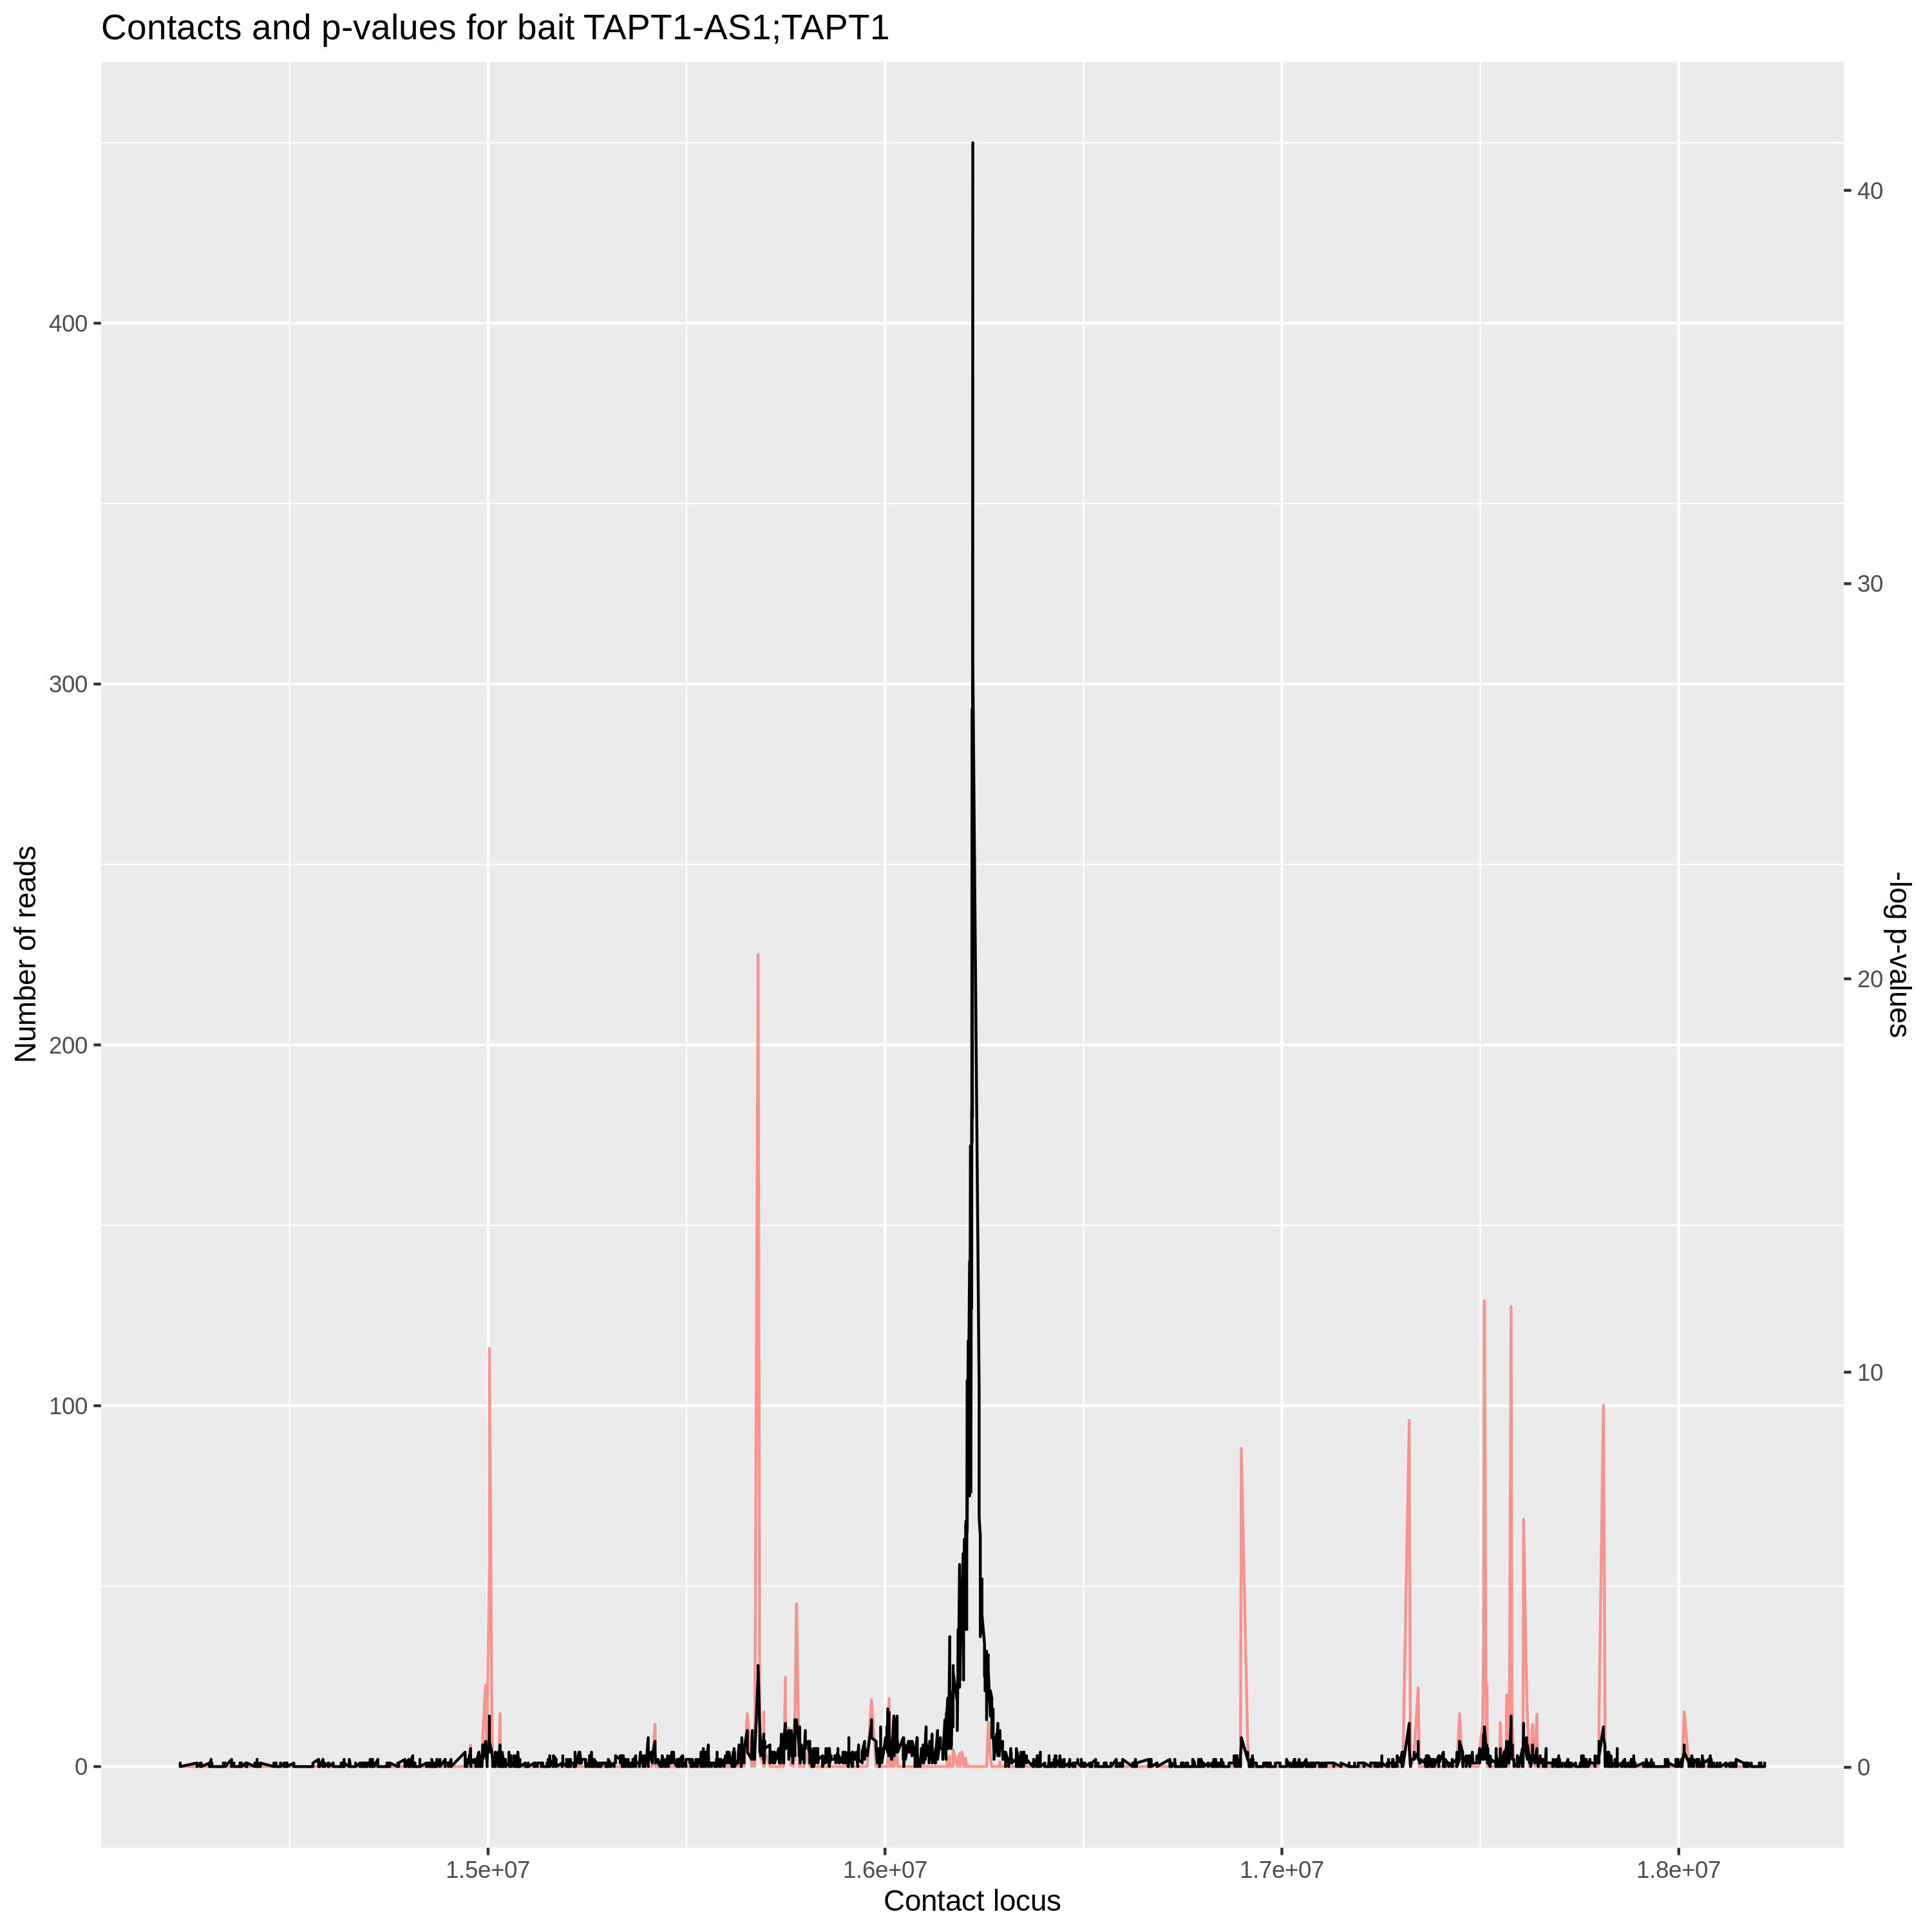 Contacts and p-values for bait TAPT1-AS1;TAPT1
400
300
200
100
0
Number of reads
40
30
20
10
0
-log p-values
1.5e+07
1.6e+07
1.7e+07
1.8e+07
Contact locus